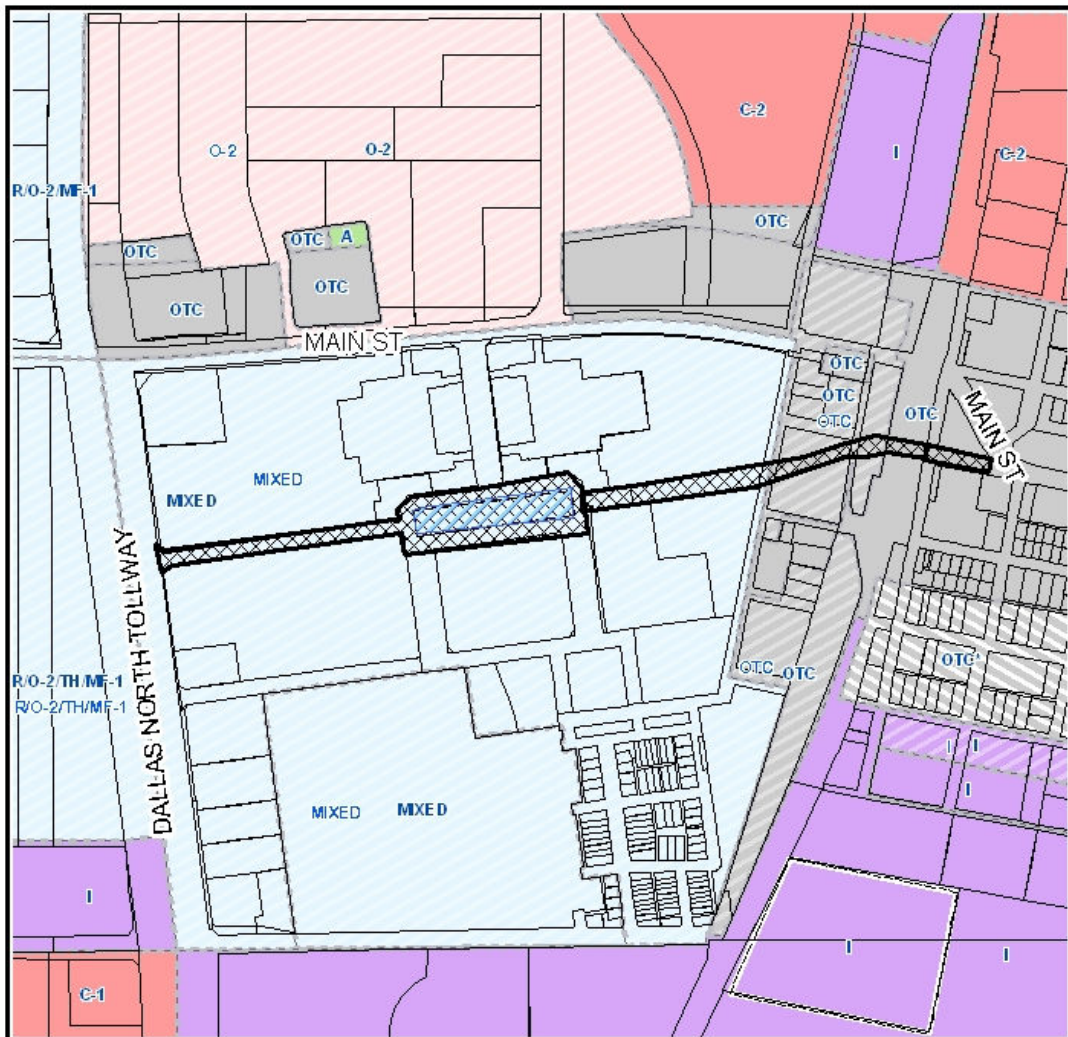 C-2
O-2
O-2
I
C-2
R/O-2/MF-1
OTC
OTC
A
OTC
OTC
OTC
MAIN ST
OTC
OTC
OTC
OTC
MAIN ST
MIXED
MIXED
DALLAS NORTH TOLLWAY
R/O-2/TH/MF-1
R/O-2/TH/MF-1
OTC
OTC
OTC*
I
I
I
MIXED
MIXED
I
I
I
C-1